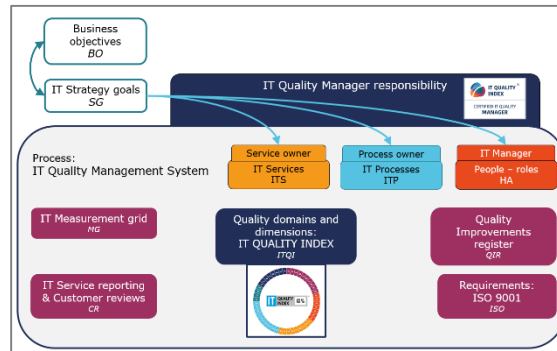 Business
objectives
BO
IT Strategy goals
SG
IT Quality Manager responsibility
IT QUALITY
INDEX
CERTIFIED IT QUALITY
MANAGER
Process:
IT Quality Management System
Service owner
IT Services
ITS
Process owner
IT Processes
ITP
IT Manager
People – roles
HA
IT Measurement grid
MG
Quality domains and
dimensions:
IT QUALITY INDEX
ITQI
Quality
Improvements
register
QIR
IT Service reporting
& Customer reviews
CR
IT QUALITY
INDEX
Requirements:
ISO 9001
ISO